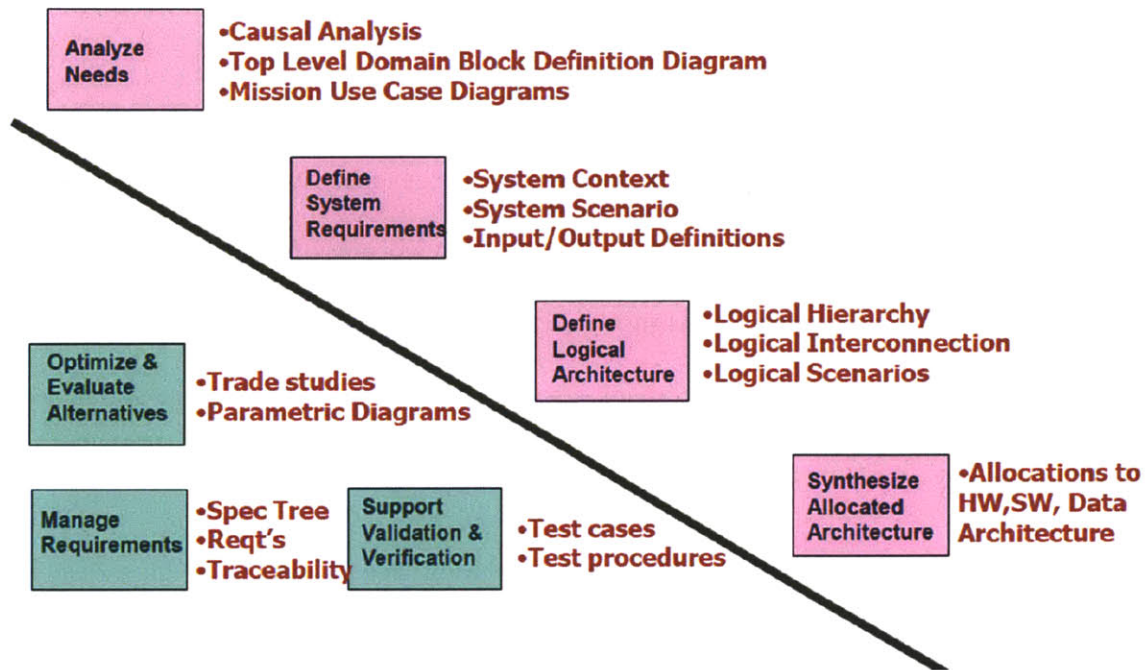 Analyze
Needs
•Causal Analysis
•Top Level Domain Block Definition Diagram
•Mission Use Case Diagrams
Define
System
Requirements
•System Context
•System Scenario
•Input/Output Definitions
Define
Logical
Architecture
•Logical Hierarchy
•Logical Interconnection
•Logical Scenarios
Optimize &
Evaluate
Alternatives
•Trade studies
•Parametric Diagrams
Synthesize
Allocated
Architecture
•Allocations to
HW,SW, Data
Architecture
Manage
Requirements
•Spec Tree
•Reqt's
•Traceability
Support
Validation &
Verification
•Test cases
•Test procedures